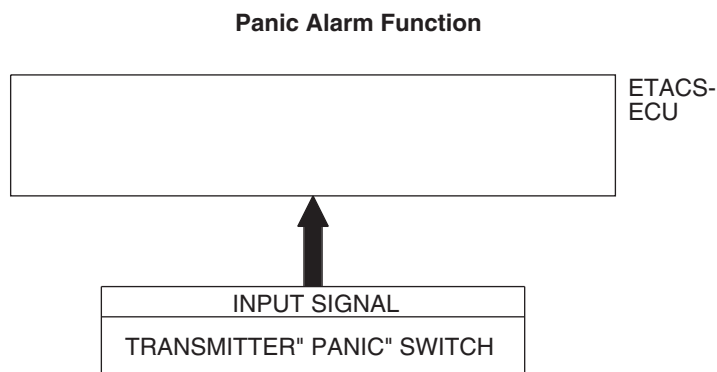 Panic Alarm Function
ETACS-
ECU
INPUT SIGNAL
TRANSMITTER" PANIC" SWITCH